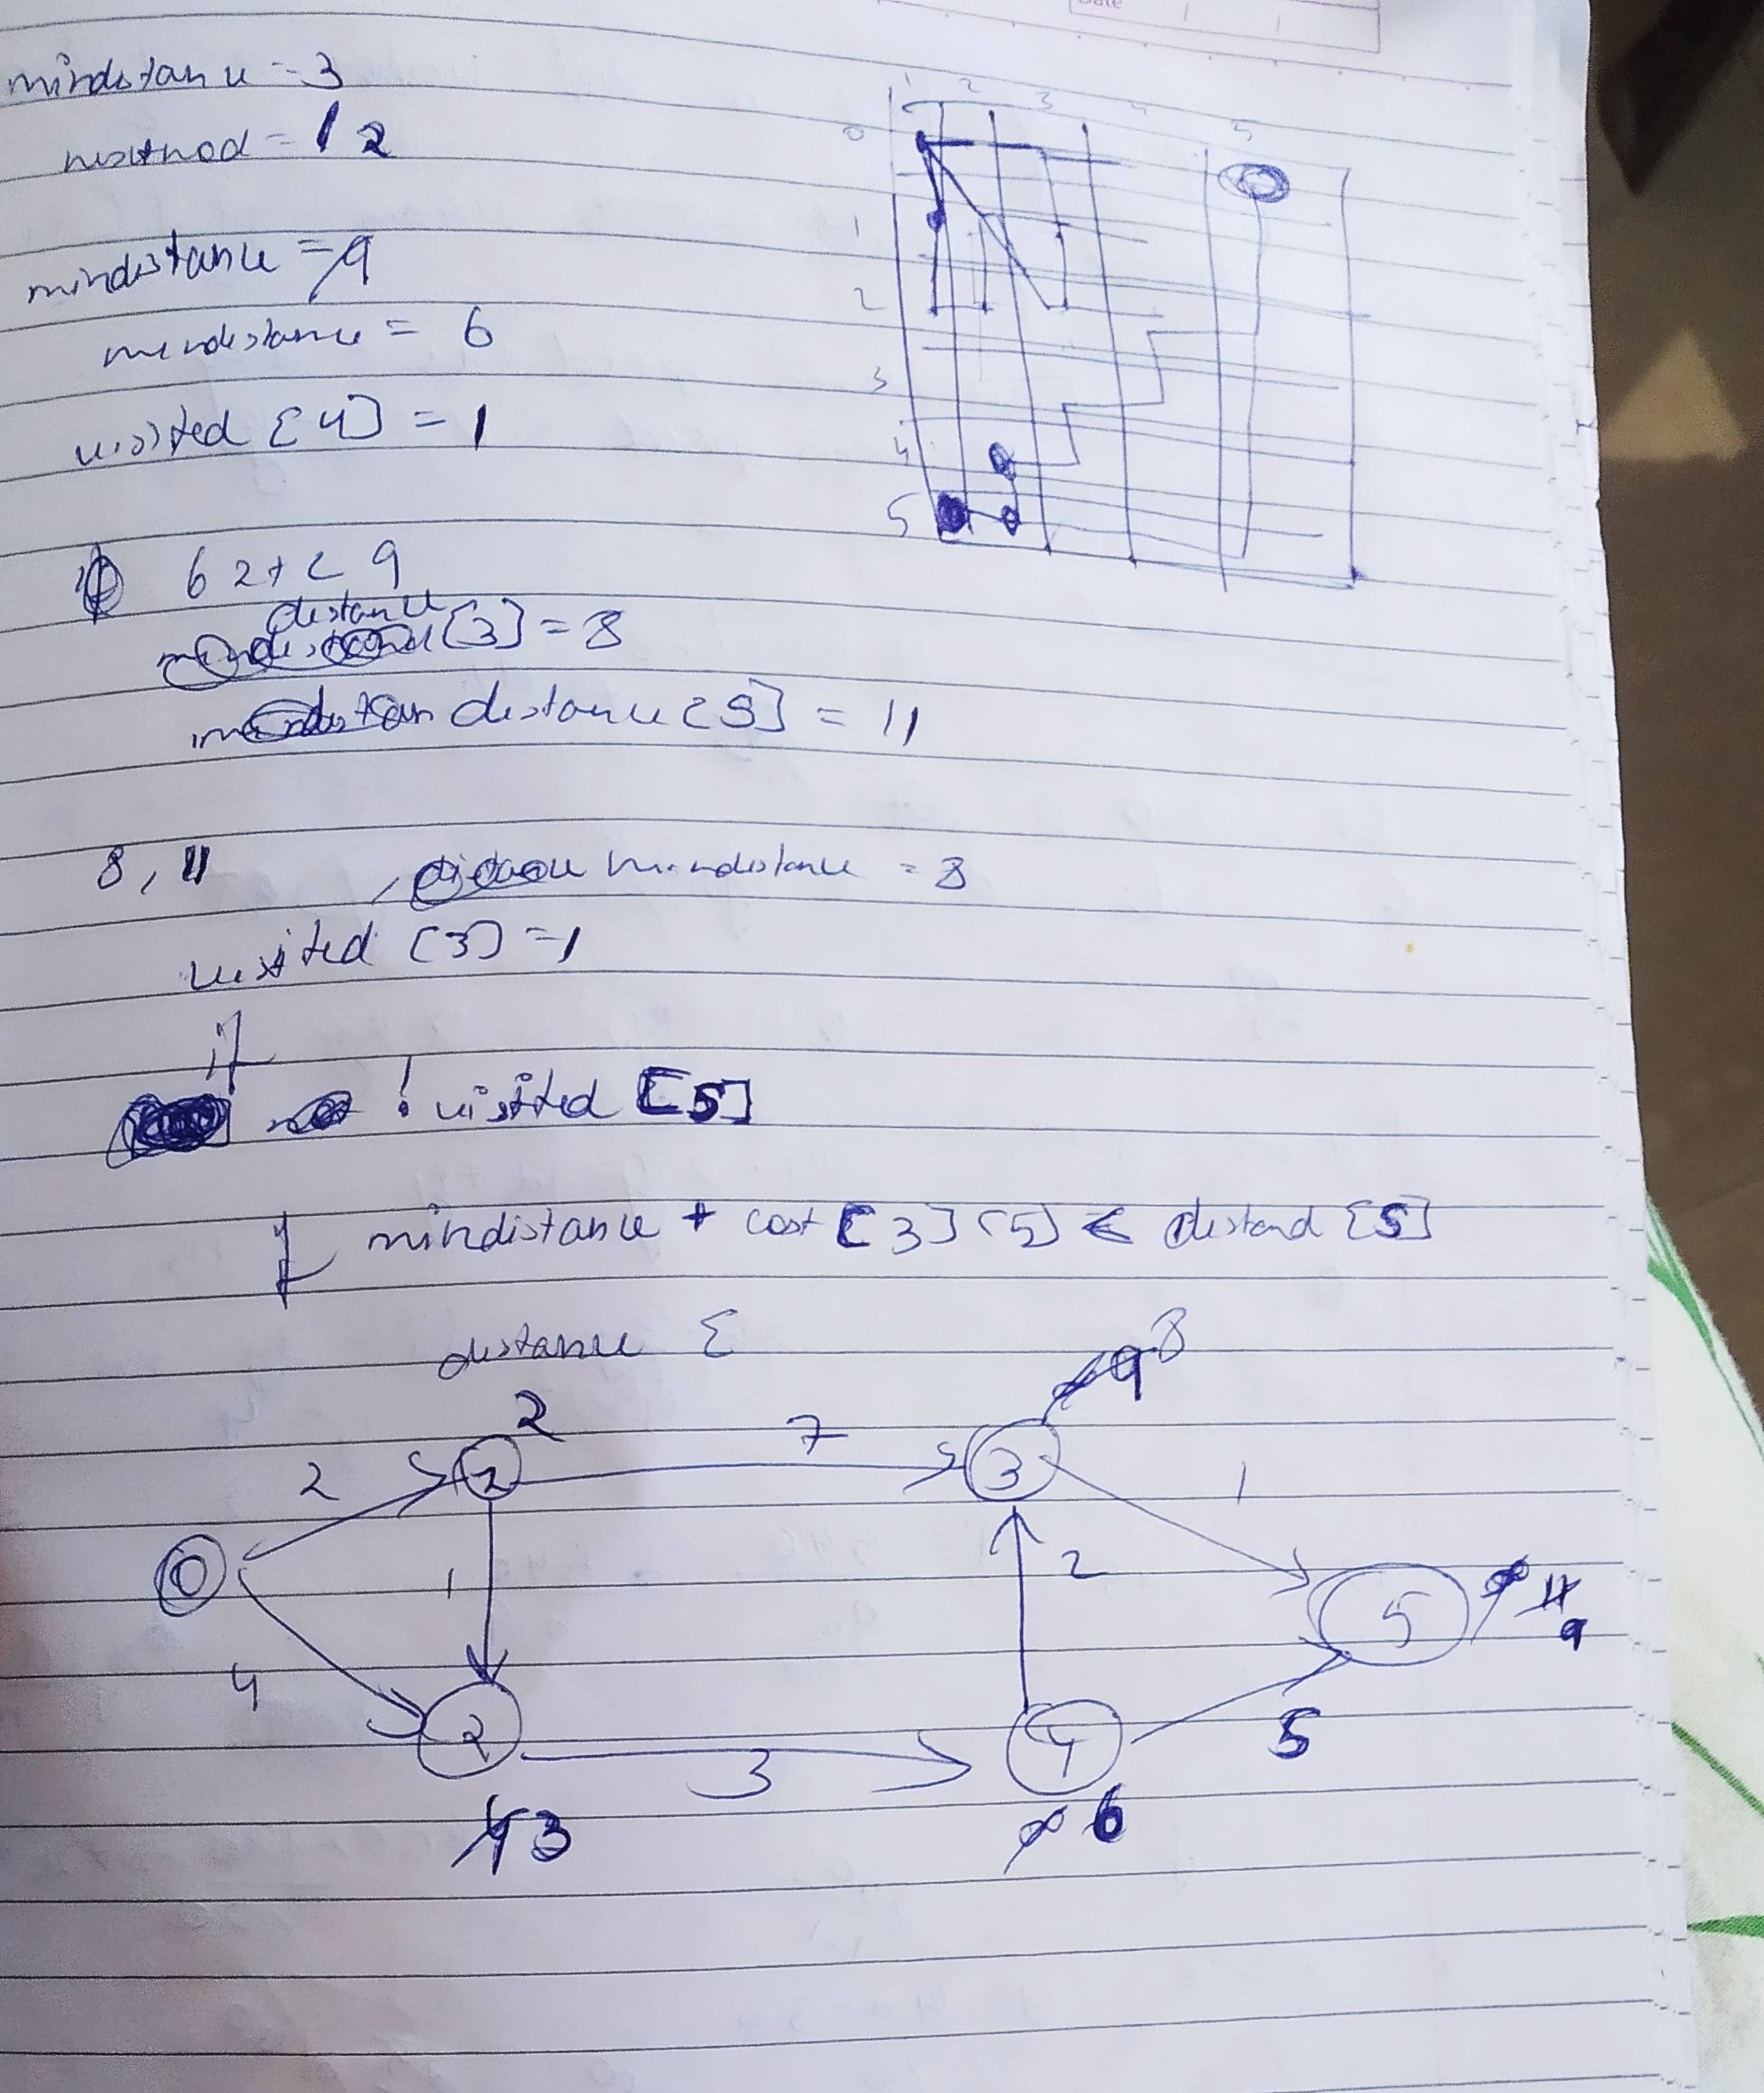 Date
mindistance = 3
nextnod = 1 2
mindistance = 9
mindistance = 6
visited [4] = 1
1 2 3 4 5
0
1
2
3
4
5
if 6 2+ < 9
distance [3] = 8
distance [5] = 11
8, 11 mindistance = 8
visited [3] = 1
if
! visited [5]
if mindistance + cost [3] [5] < distand [5]
distance [
9 8
2
2 7
1 3 1
0
1 2
5 ∞ 11
9
4
2 4
3 5
4 3 ∞ 6